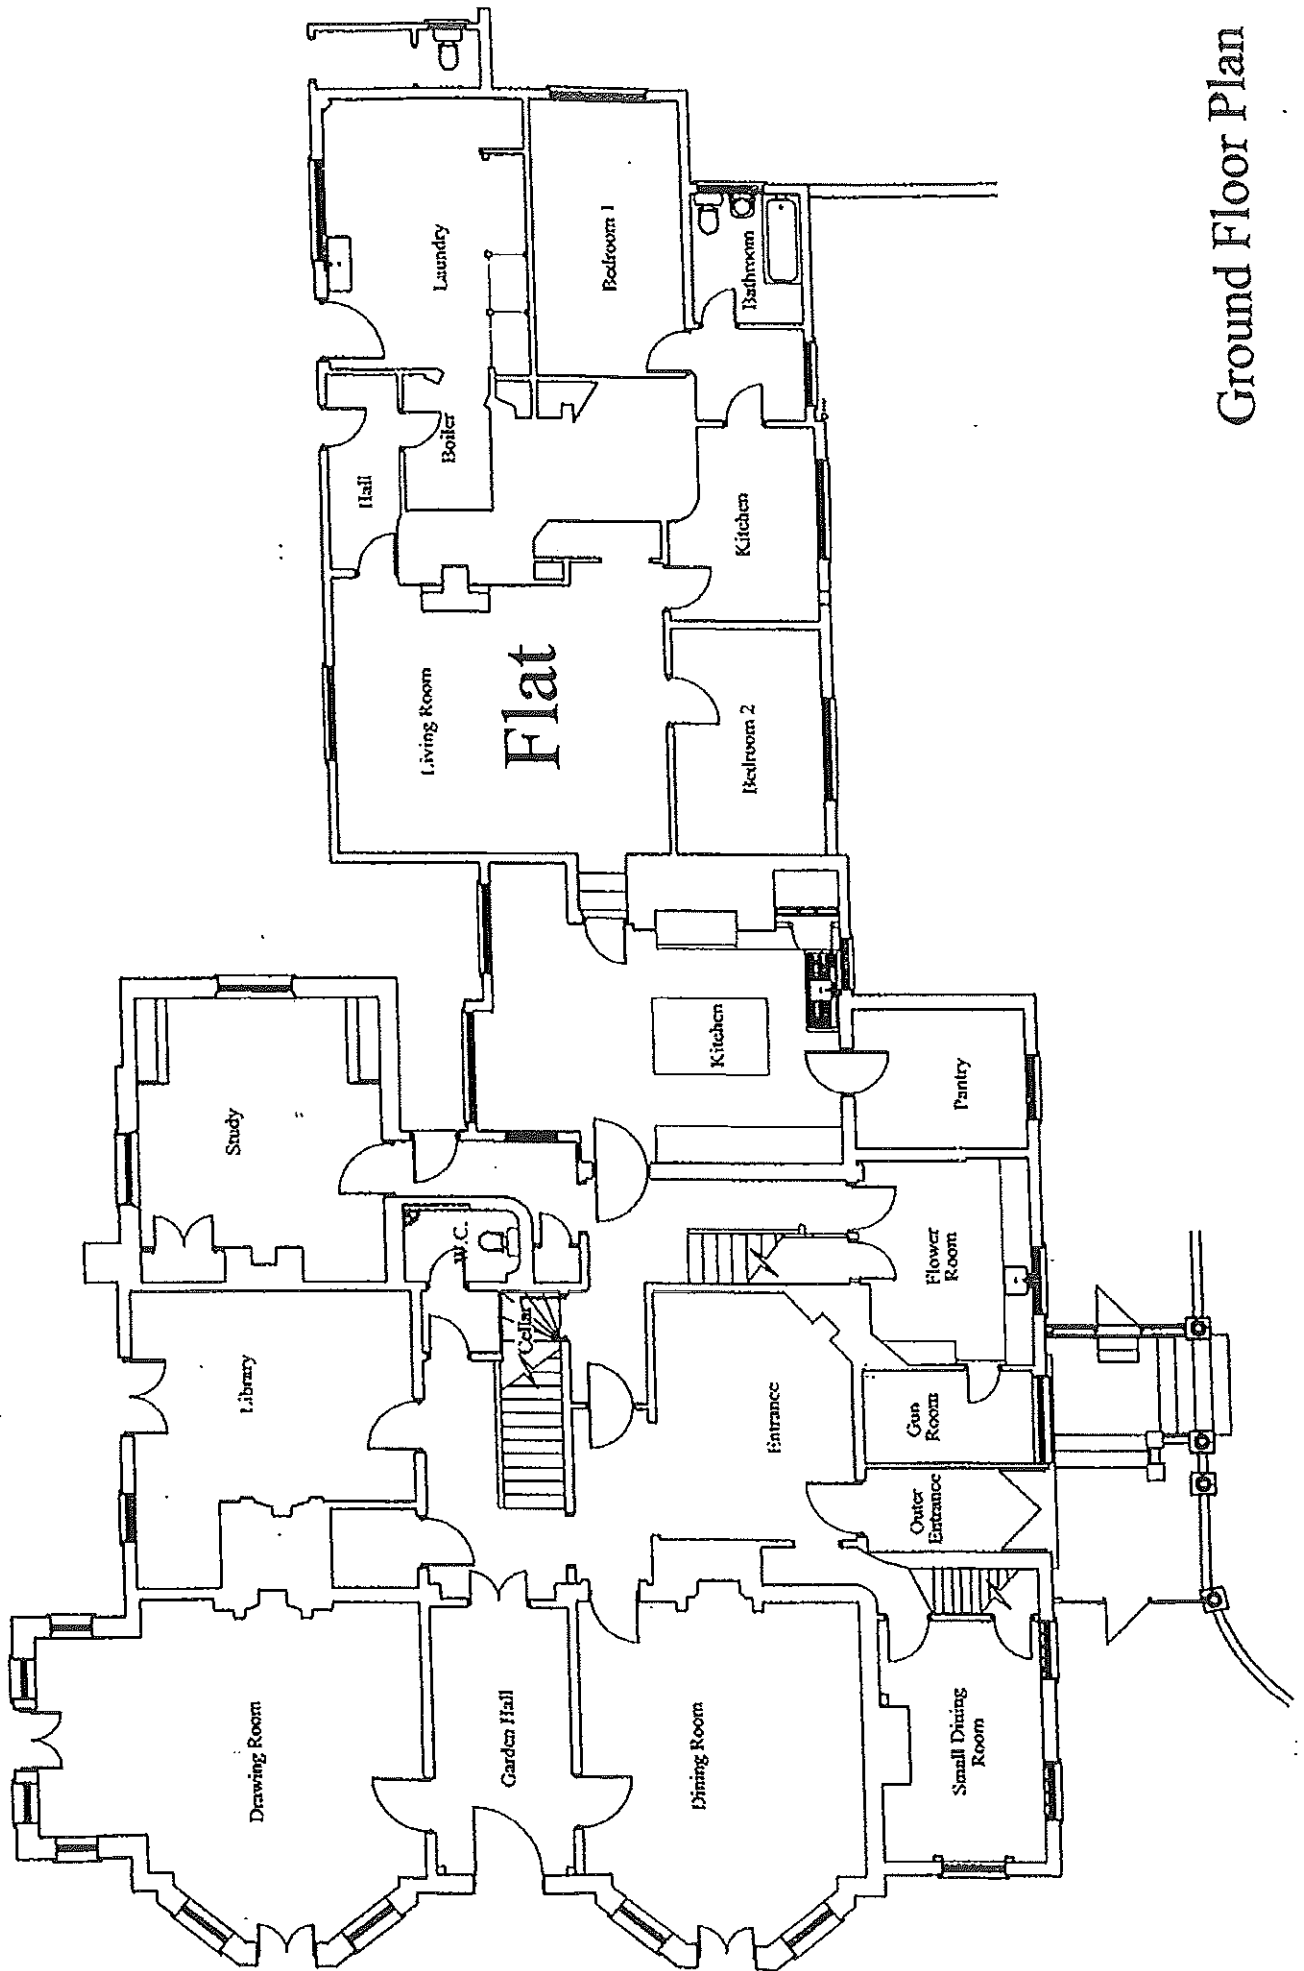 Ground Floor Plan
Drawing Room
Library
Study
Garden Hall
Cellar
W.C.
Dining Room
Entrance
Kitchen
Small Dining
Room
Outer
Entrance
Gun
Room
Flower
Room
Pantry
Flat
Living Room
Hall
Boiler
Laundry
Bedroom 2
Kitchen
Bedroom 1
Bathroom